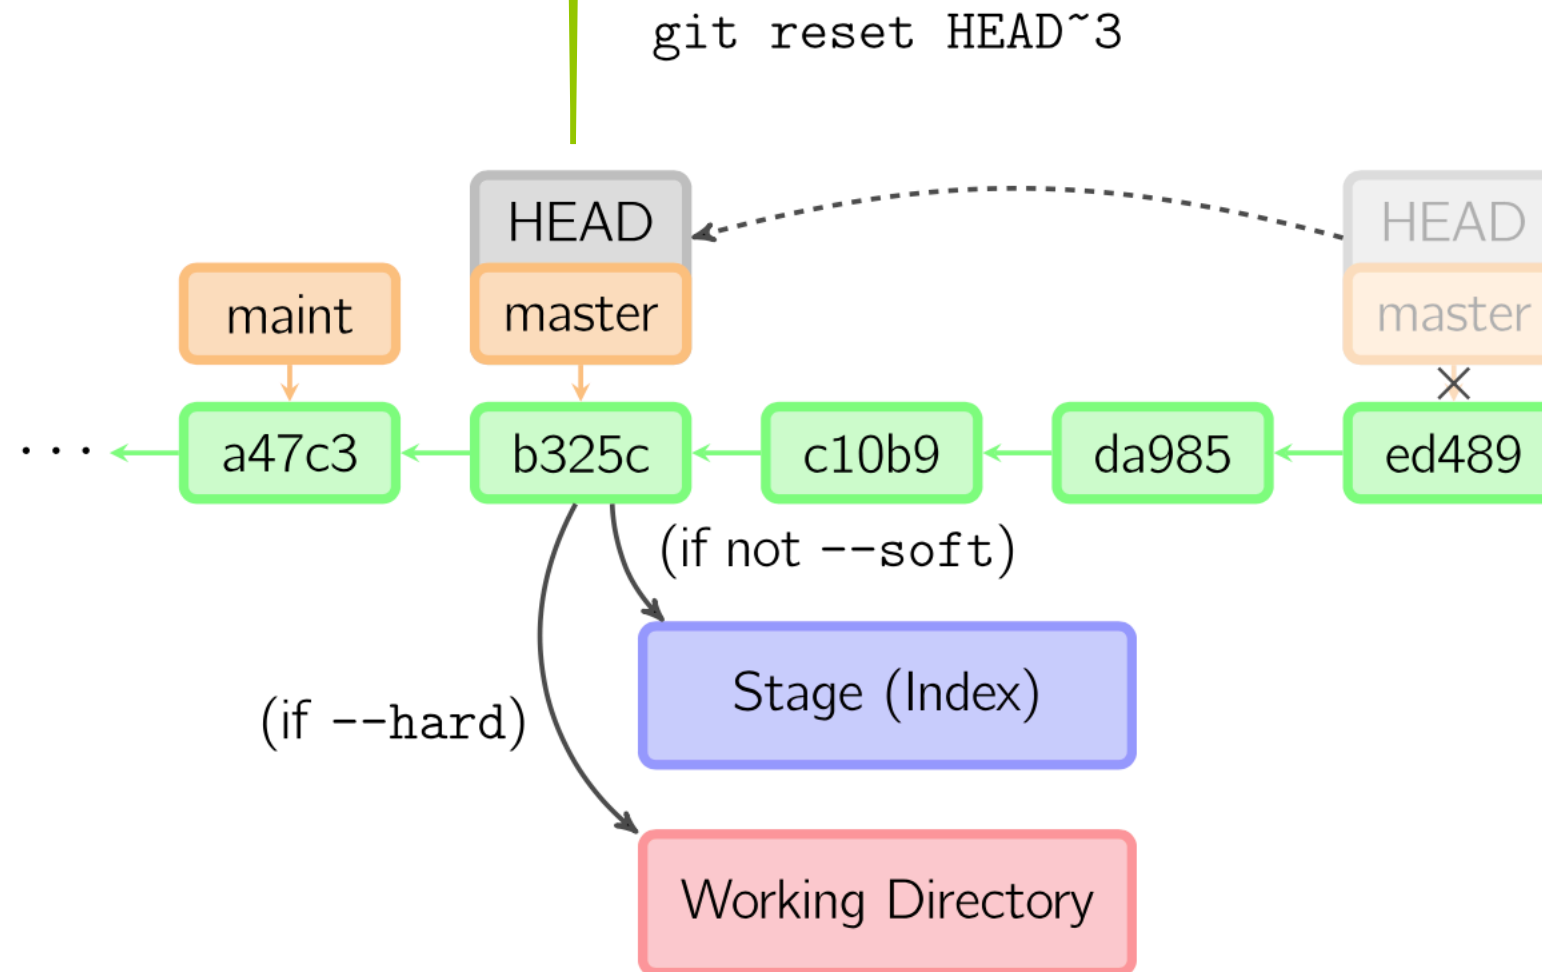 git reset HEAD~3
HEAD
HEAD
maint
master
master
...
a47c3
b325c
c10b9
da985
ed489
(if not --soft)
Stage (Index)
(if --hard)
Working Directory